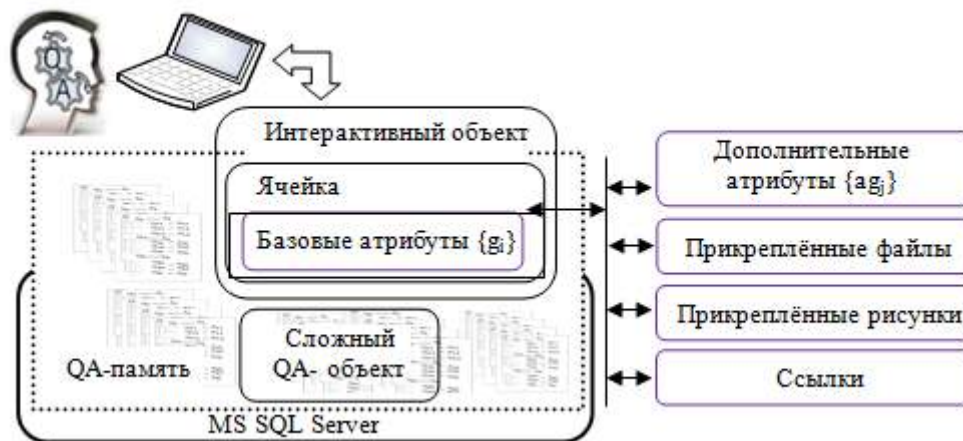 Q
A
Интерактивный объект
Ячейка
Базовые атрибуты {gi}
Дополнительные
атрибуты {agj}
Прикреплённые файлы
Прикреплённые рисунки
Ссылки
QA-память
Сложный
QA- объект
MS SQL Server